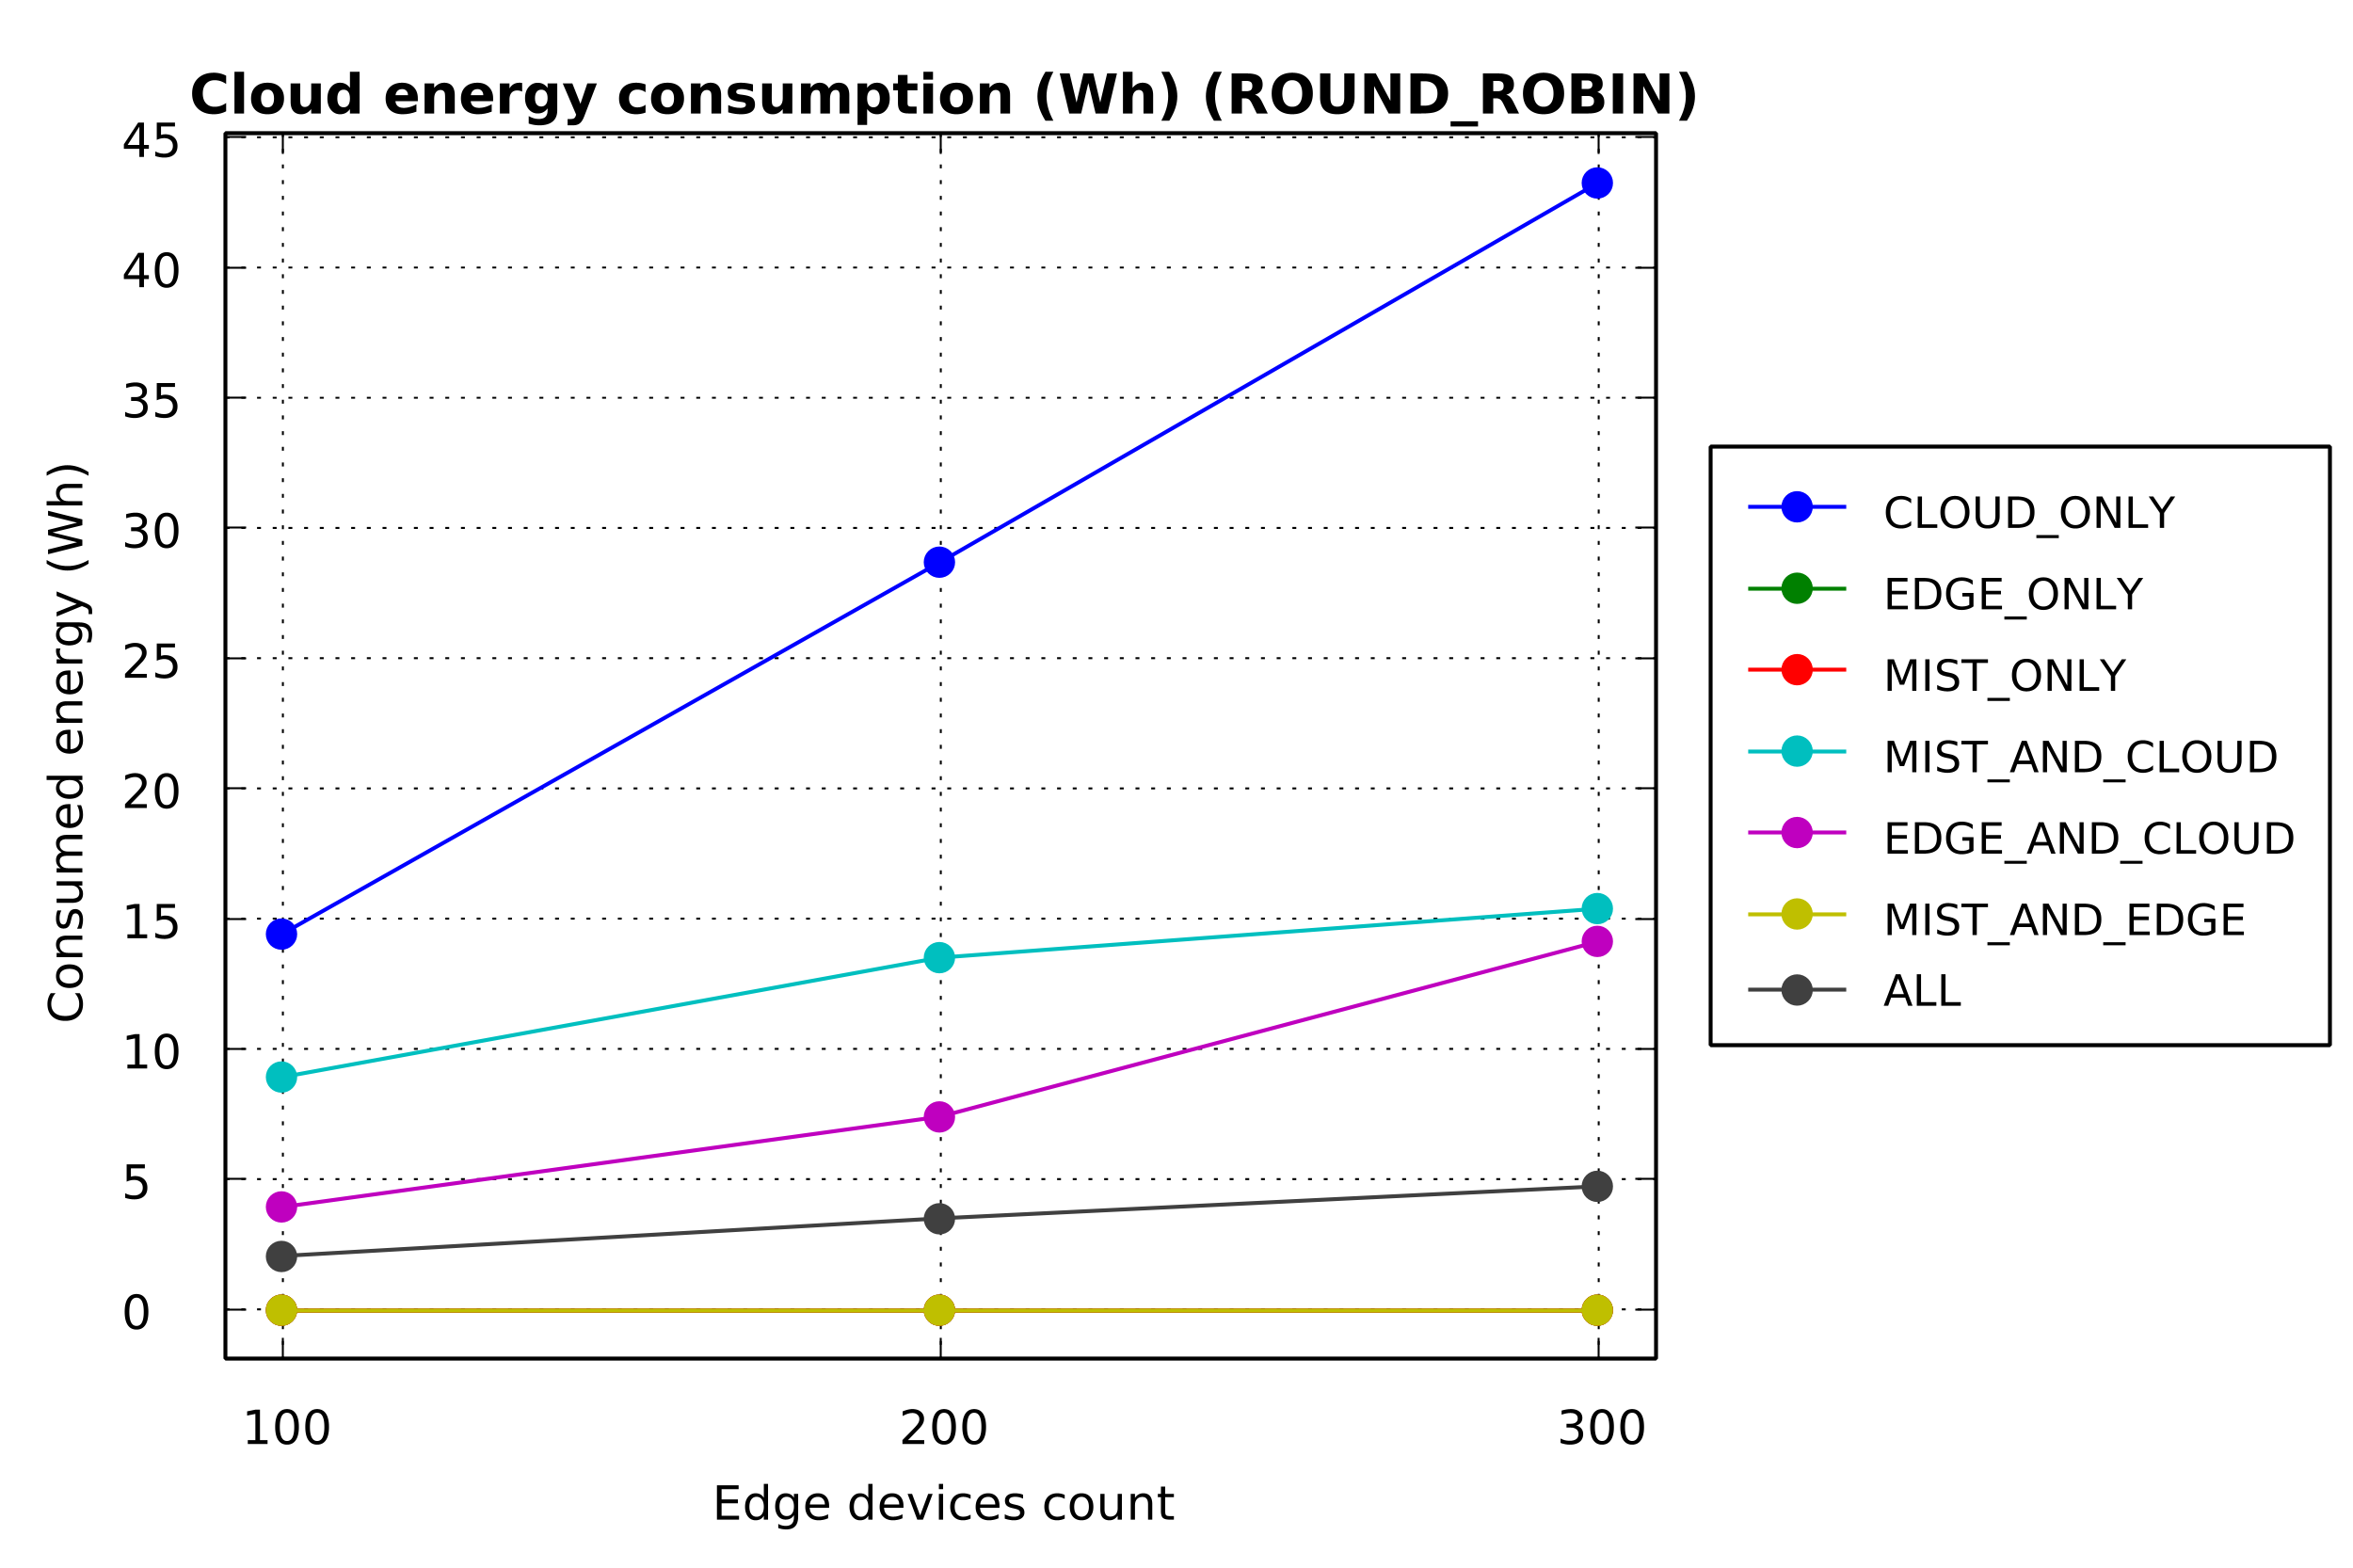 Cloud energy consumption (Wh) (ROUND_ROBIN)
45
40
35
30
25
20
15
10
5
0
Consumed energy (Wh)
100 200 300
Edge devices count
CLOUD_ONLY
EDGE_ONLY
MIST_ONLY
MIST_AND_CLOUD
EDGE_AND_CLOUD
MIST_AND_EDGE
ALL